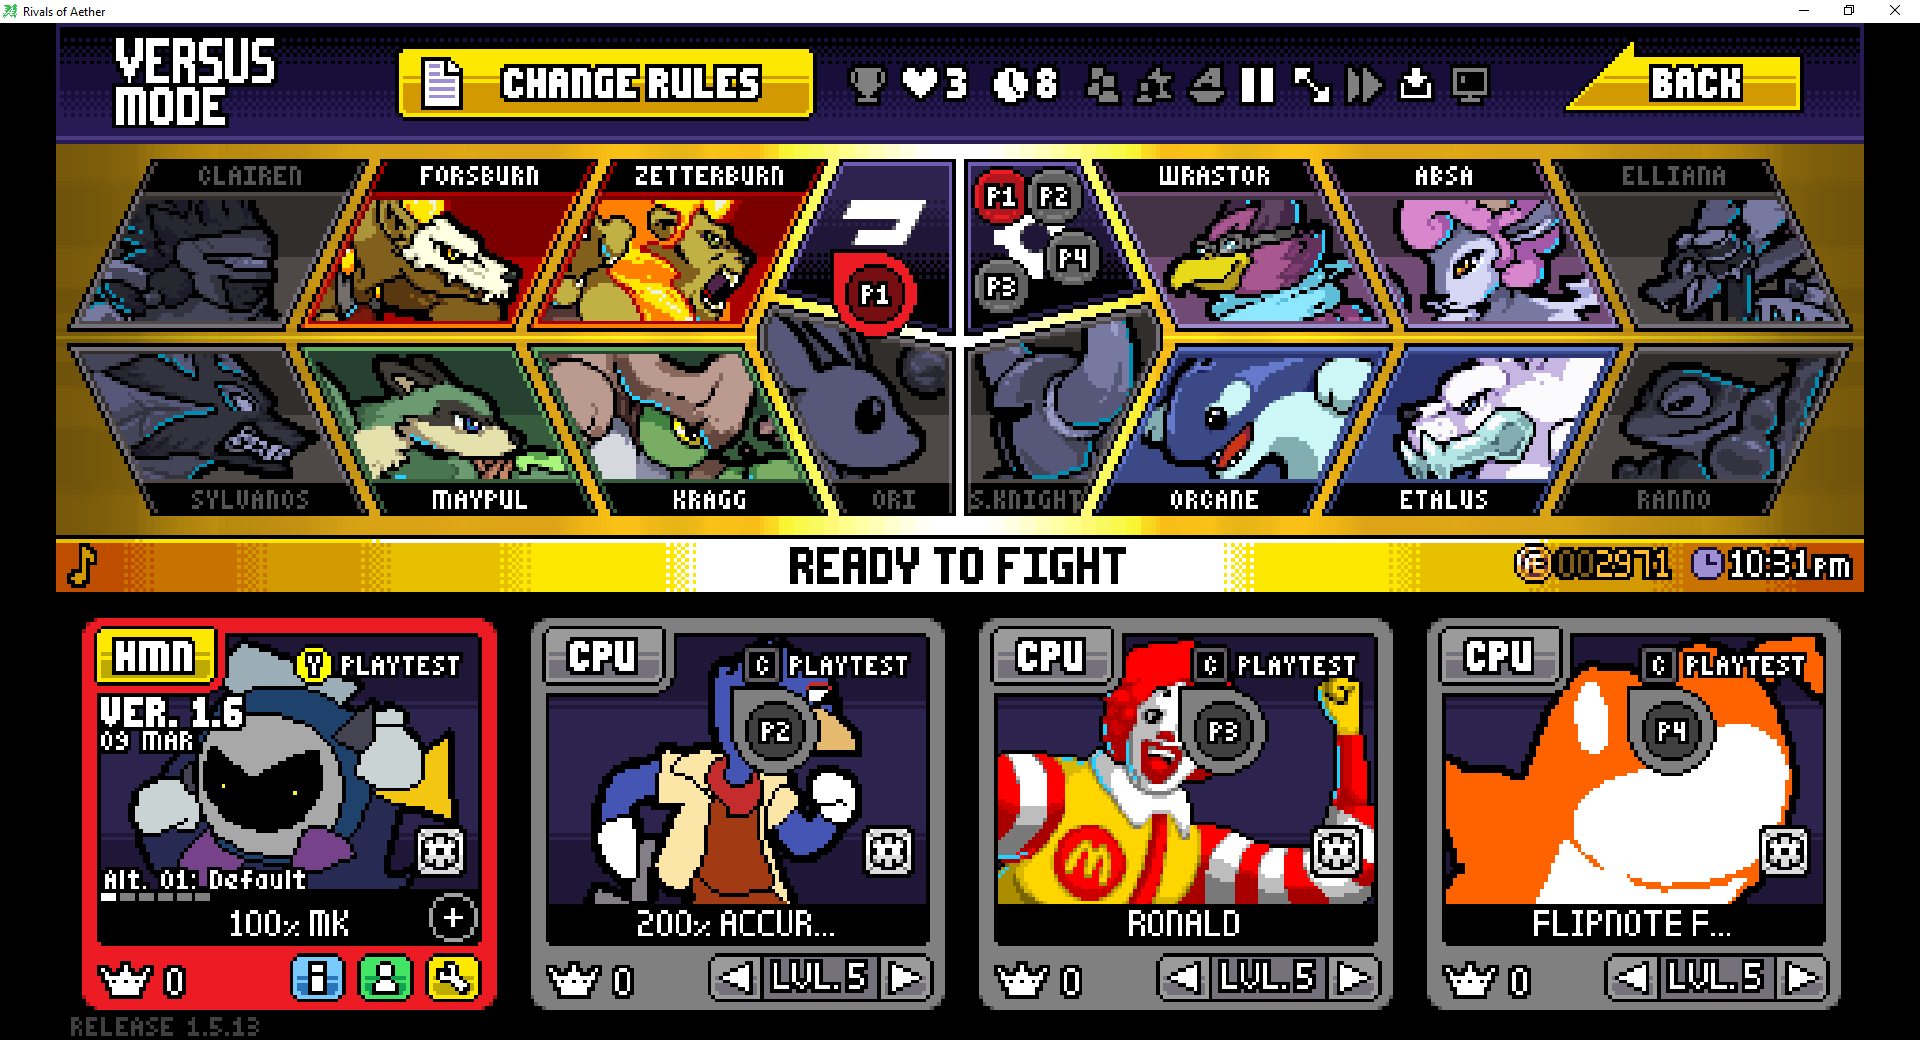 Rivals of Aether
VERSUS MODE
CHANGE RULES
3
8
BACK
CLAIREN
FORSBURN
ZETTERBURN
P1
P2
P3
P4
WRASTOR
ABSA
ELLIANA
P1
SYLVANOS
MAYPUL
KRAGG
ORI
S.KNIGHT
ORCANE
ETALUS
RANNO
READY TO FIGHT
002971
10:31PM
HMN
Y PLAYTEST
VER. 1.6
03 MAR
Alt. 01: Default
100% MK
0
CPU
C PLAYTEST
P2
200% ACCUR...
0
LVL.5
CPU
C PLAYTEST
P3
RONALD
0
LVL.5
CPU
C PLAYTEST
P4
FLIPNOTE F...
0
LVL.5
RELEASE 1.5.13